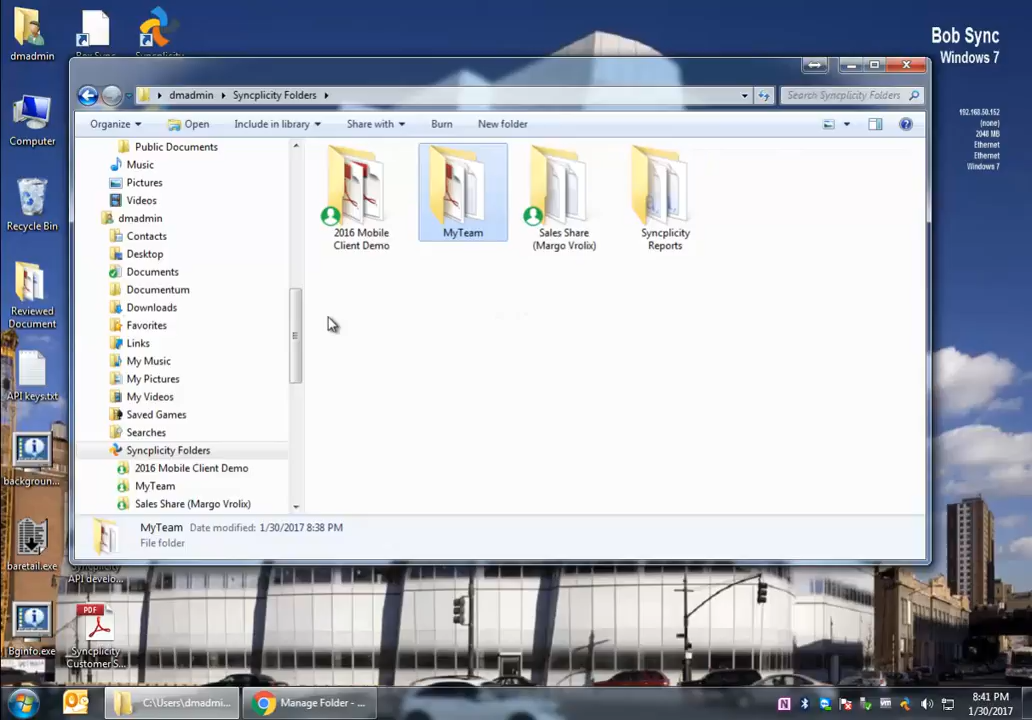 Bob Sync
Windows 7
192.168.50.152
(none)
2048 MB
Ethernet
Ethernet
Windows 7
dmadmin
Computer
Recycle Bin
Reviewed
Document
API keys.txt
backgroun...
baretail.exe
Bginfo.exe
Syncplicity
API develo...
PDF
Syncplicity
Customer S...
dmadmin
Syncplicity Folders
Search Syncplicity Folders
Organize
Open
Include in library
Share with
Burn
New folder
Public Documents
Music
Pictures
Videos
dmadmin
Contacts
Desktop
Documents
Documentum
Downloads
Favorites
Links
My Music
My Pictures
My Videos
Saved Games
Searches
Syncplicity Folders
2016 Mobile Client Demo
MyTeam
Sales Share (Margo Vrolix)
2016 Mobile
Client Demo
MyTeam
Sales Share
(Margo Vrolix)
Syncplicity
Reports
MyTeam
Date modified: 1/30/2017 8:38 PM
File folder
C:\Users\dmadmi...
Manage Folder - ...
8:41 PM
1/30/2017